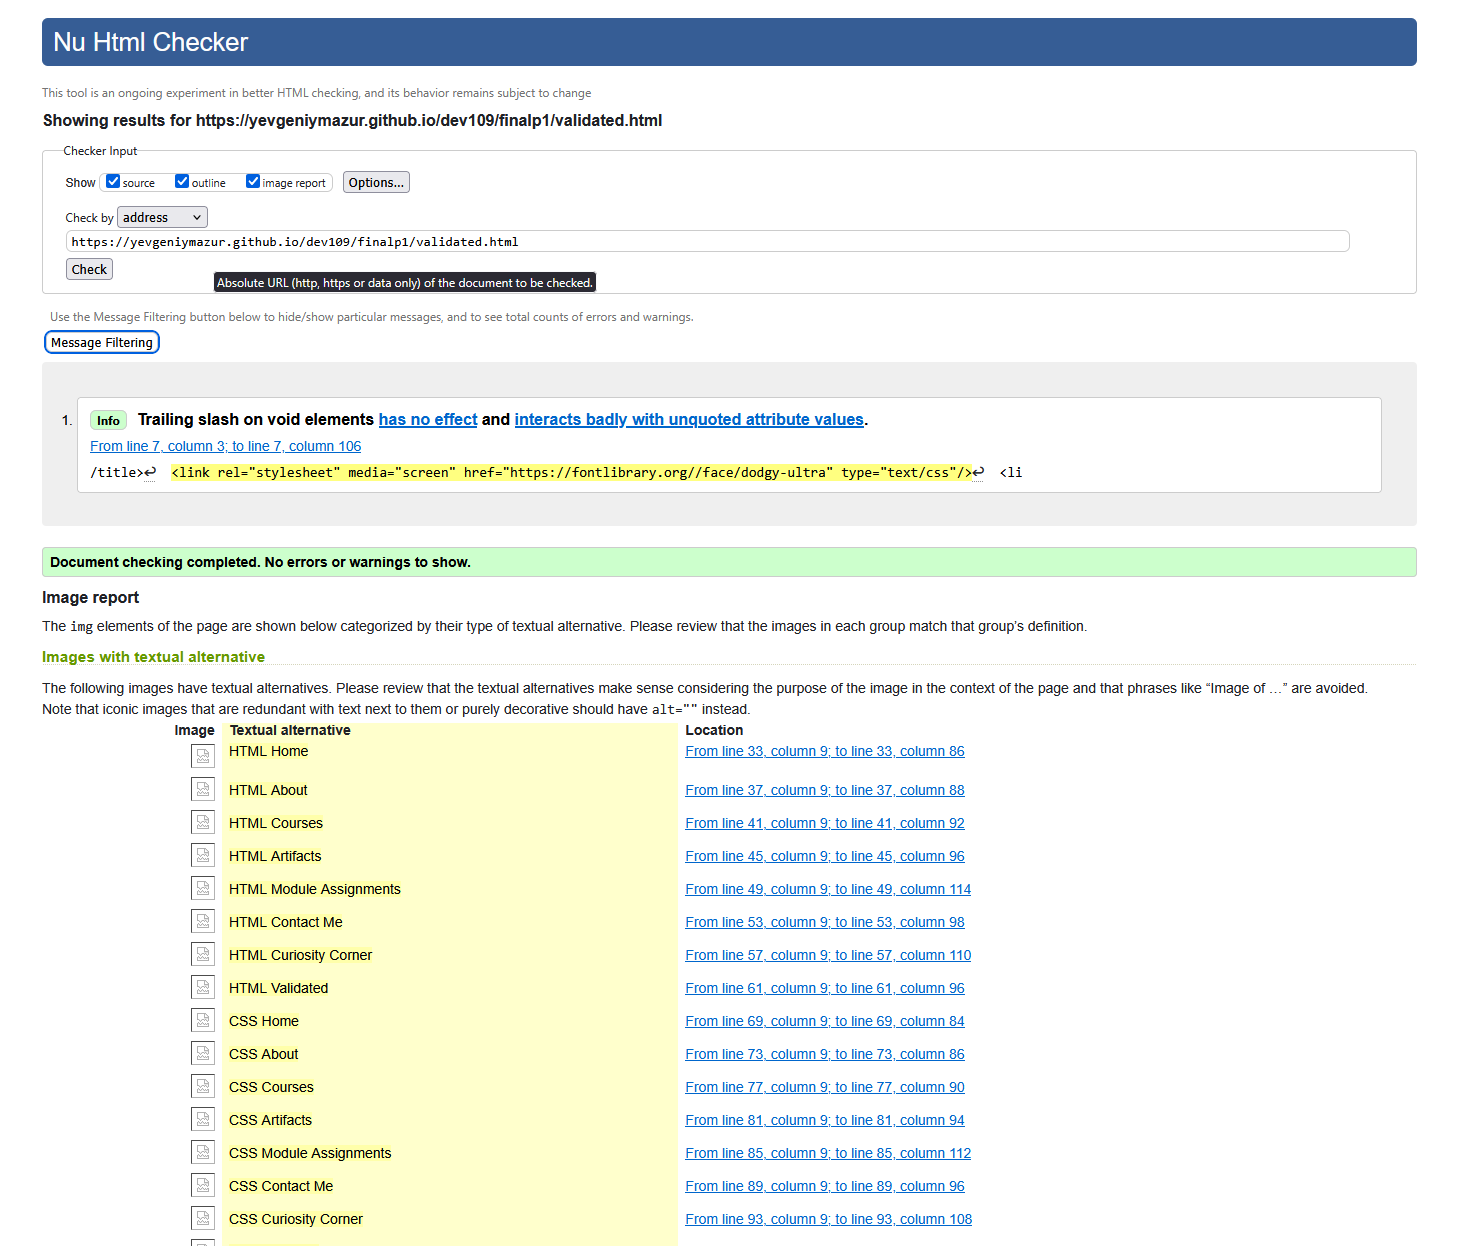 Nu Html Checker
This tool is an ongoing experiment in better HTML checking, and its behavior remains subject to change
Showing results for https://yevgeniymazur.github.io/dev109/finalp1/validated.html
Checker Input
Show source outline image report Options...
Check by address
https://yevgeniymazur.github.io/dev109/finalp1/validated.html
Check
Absolute URL (http, https or data only) of the document to be checked.
Use the Message Filtering button below to hide/show particular messages, and to see total counts of errors and warnings.
Message Filtering
1. Info Trailing slash on void elements has no effect and interacts badly with unquoted attribute values.
From line 7, column 3; to line 7, column 106
/title>↩ <link rel="stylesheet" media="screen" href="https://fontlibrary.org//face/dodgy-ultra" type="text/css"/>↩ <li
Document checking completed. No errors or warnings to show.
Image report
The img elements of the page are shown below categorized by their type of textual alternative. Please review that the images in each group match that group’s definition.
Images with textual alternative
The following images have textual alternatives. Please review that the textual alternatives make sense considering the purpose of the image in the context of the page and that phrases like “Image of …” are avoided.
Note that iconic images that are redundant with text next to them or purely decorative should have alt="" instead.
Image Textual alternative Location
HTML Home From line 33, column 9; to line 33, column 86
HTML About From line 37, column 9; to line 37, column 88
HTML Courses From line 41, column 9; to line 41, column 92
HTML Artifacts From line 45, column 9; to line 45, column 96
HTML Module Assignments From line 49, column 9; to line 49, column 114
HTML Contact Me From line 53, column 9; to line 53, column 98
HTML Curiosity Corner From line 57, column 9; to line 57, column 110
HTML Validated From line 61, column 9; to line 61, column 96
CSS Home From line 69, column 9; to line 69, column 84
CSS About From line 73, column 9; to line 73, column 86
CSS Courses From line 77, column 9; to line 77, column 90
CSS Artifacts From line 81, column 9; to line 81, column 94
CSS Module Assignments From line 85, column 9; to line 85, column 112
CSS Contact Me From line 89, column 9; to line 89, column 96
CSS Curiosity Corner From line 93, column 9; to line 93, column 108